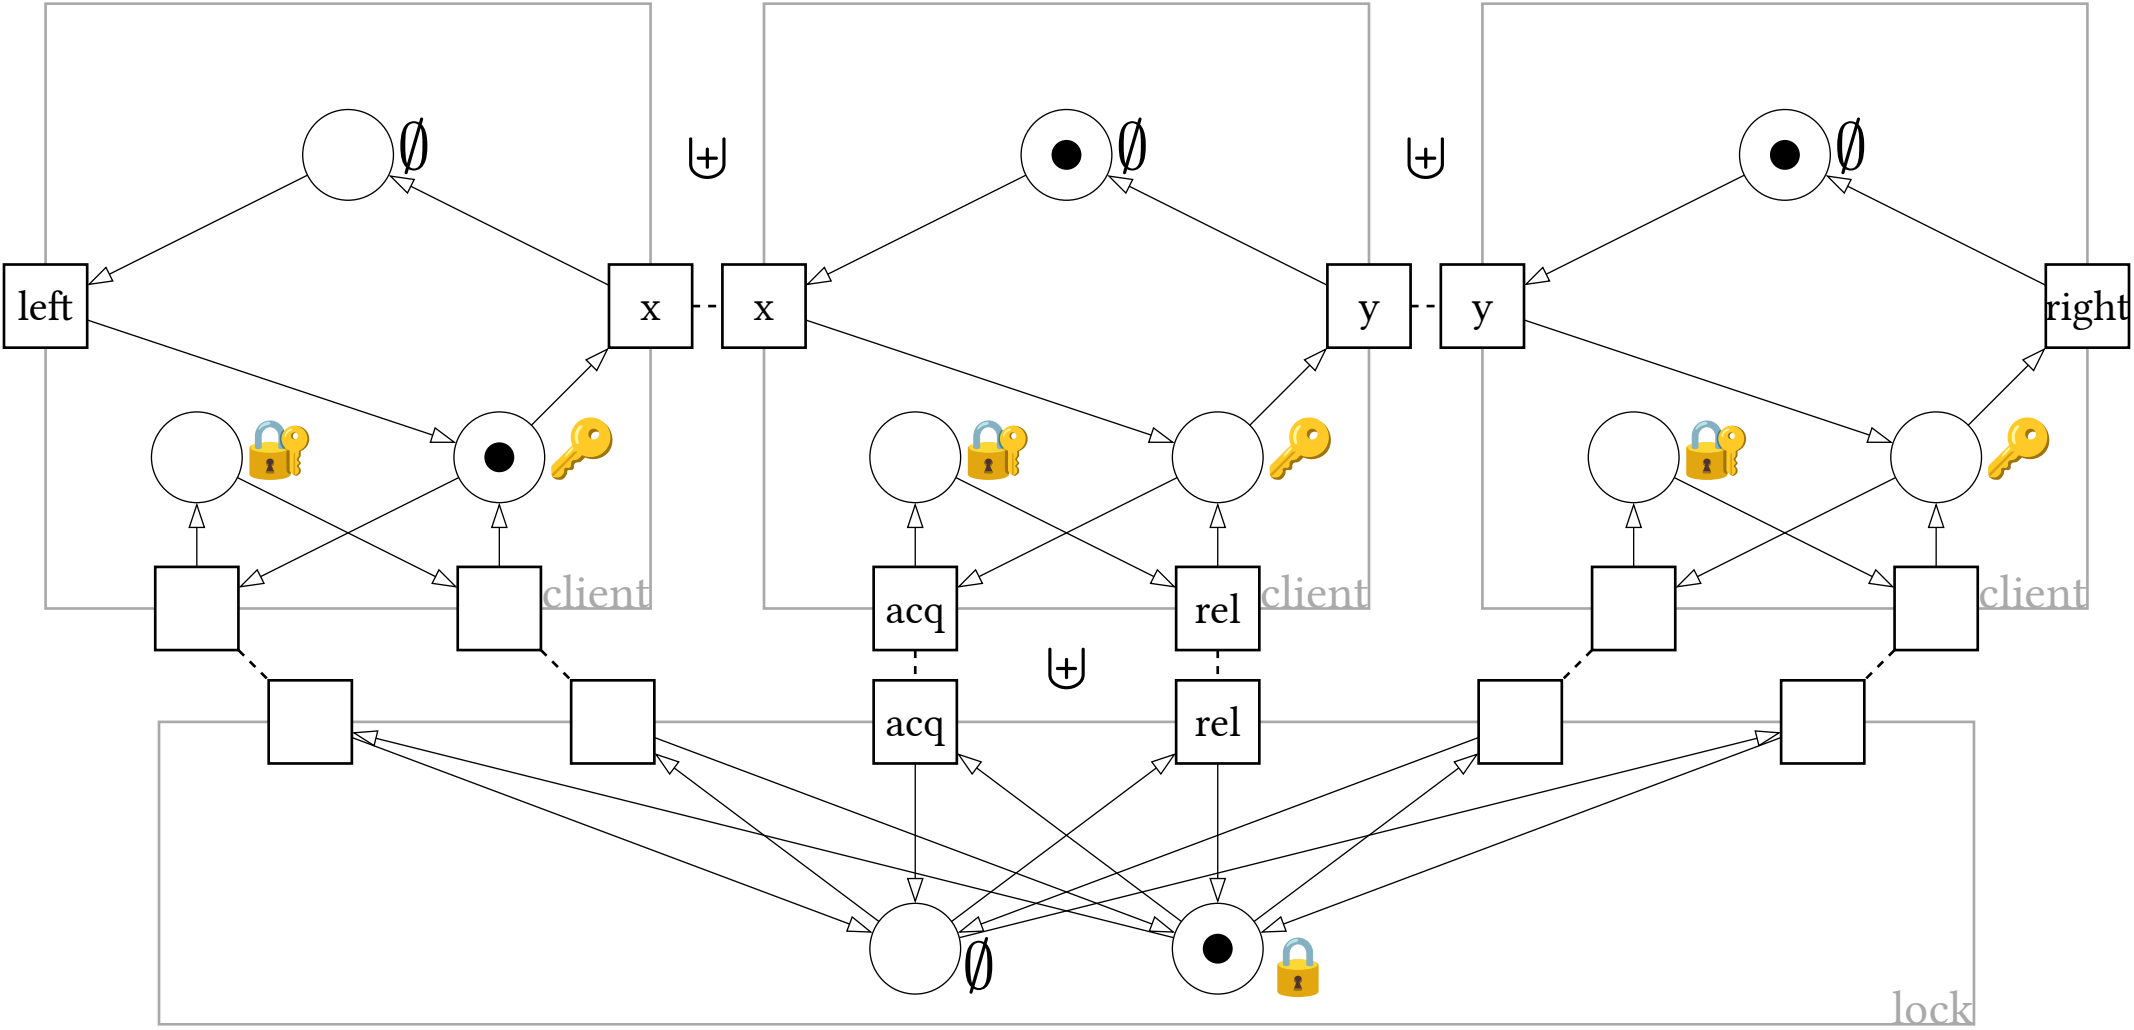 ∅ ⊎ ∅ ⊎ ∅
left x x y y right
🔐 🔑 🔐 🔑 🔐 🔑
client acq rel client client
⊎
acq rel
∅ 🔒
lock